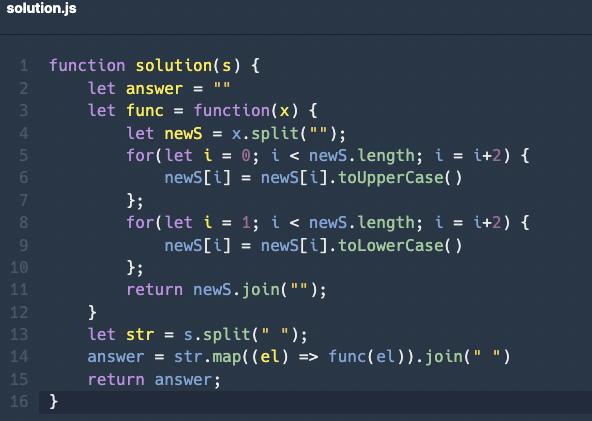 solution.js
1 function solution(s) {
2     let answer = ""
3     let func = function(x) {
4         let newS = x.split("");
5         for(let i = 0; i < newS.length; i = i+2) {
6             newS[i] = newS[i].toUpperCase()
7         };
8         for(let i = 1; i < newS.length; i = i+2) {
9             newS[i] = newS[i].toLowerCase()
10         };
11         return newS.join("");
12     }
13     let str = s.split(" ");
14     answer = str.map((el) => func(el)).join(" ")
15     return answer;
16 }